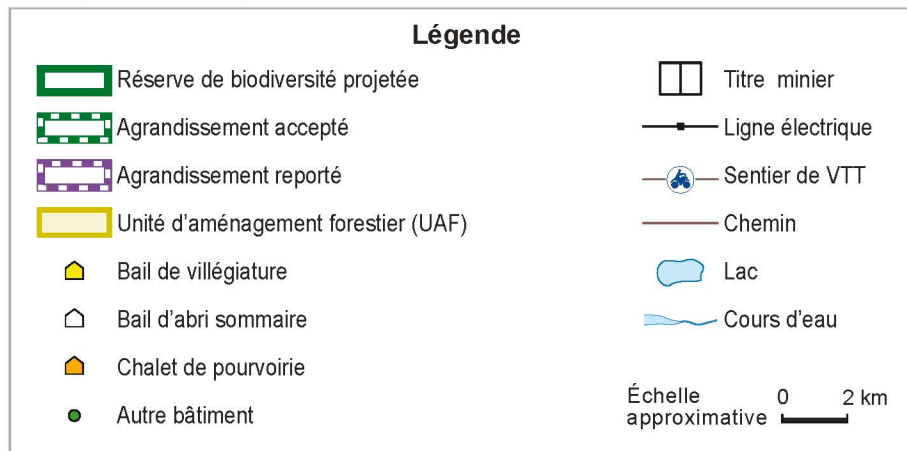 Légende
Réserve de biodiversité projetée
Agrandissement accepté
Agrandissement reporté
Unité d'aménagement forestier (UAF)
Bail de villégiature
Bail d'abri sommaire
Chalet de pourvoirie
Autre bâtiment
Titre minier
Ligne électrique
Sentier de VTT
Chemin
Lac
Cours d'eau
Échelle approximative 0 2 km